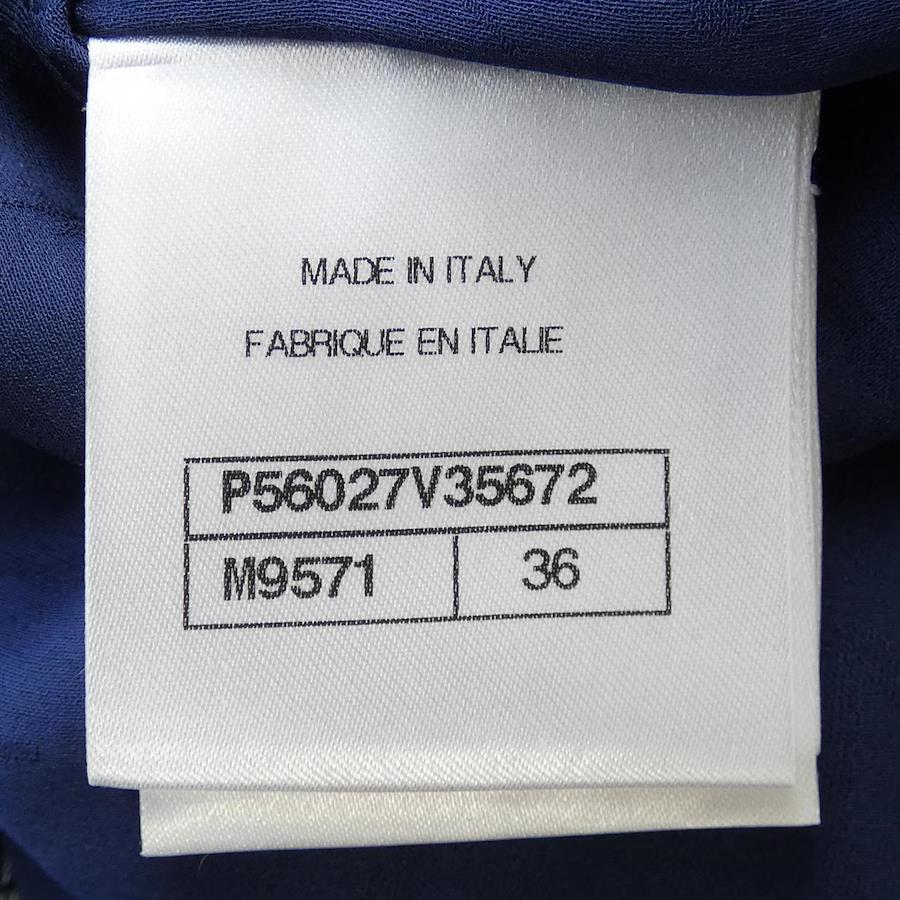 MADE IN ITALY
FABRIQUE EN ITALIE
P56027V35672
M9571 36